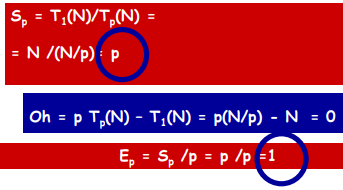 Sₚ = T₁(N)/Tₚ(N) =
= N /(N/p)= p
Oh = p Tₚ(N) - T₁(N) = p(N/p) - N = 0
Eₚ = Sₚ /p = p /p =1